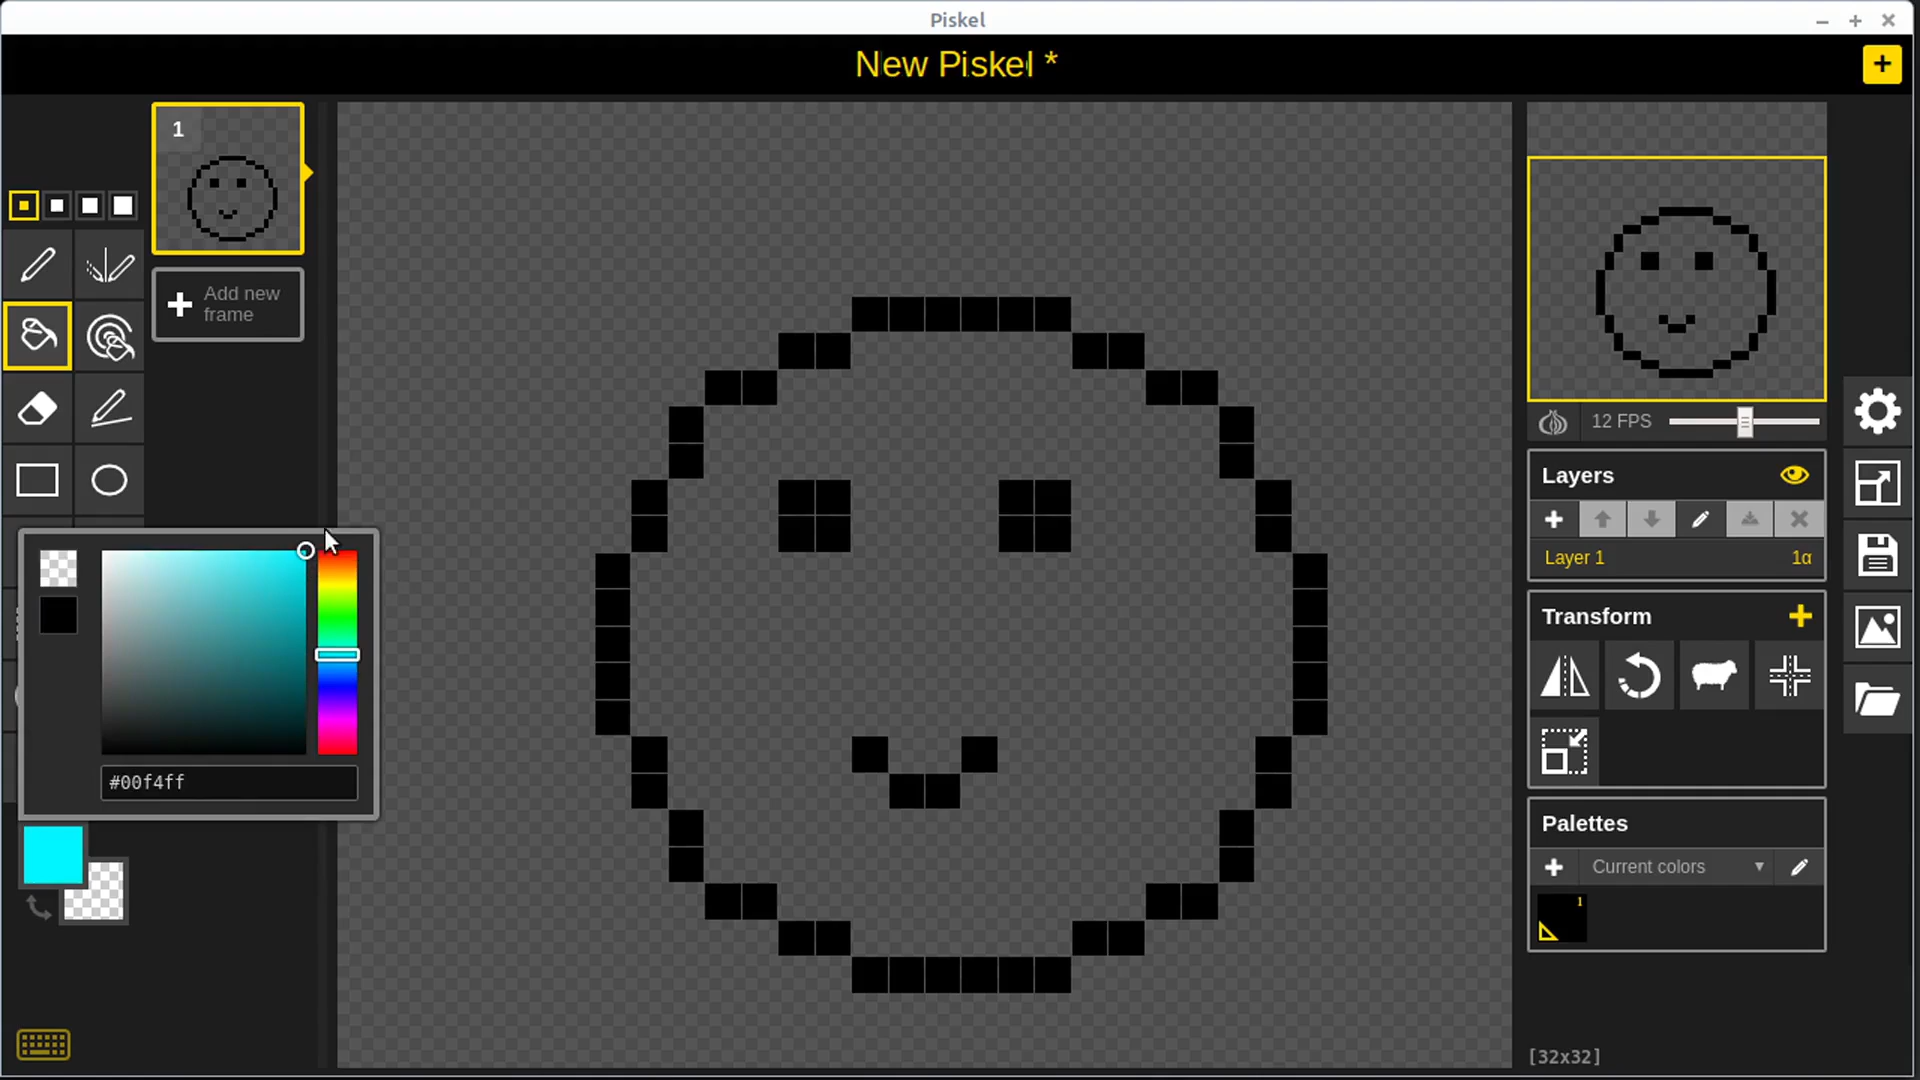 Piskel
New Piskel *
1
Add new
frame
12 FPS
Layers
Layer 1
1α
Transform
#00f4ff
Palettes
Current colors
1
[32x32]